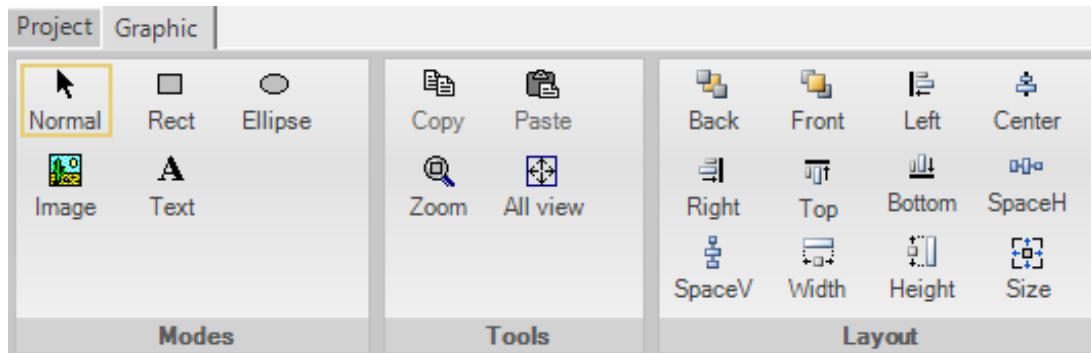 Project Graphic
Normal Rect Ellipse
Image Text
Modes
Copy Paste
Zoom All view
Tools
Back Front Left Center
Right Top Bottom SpaceH
SpaceV Width Height Size
Layout